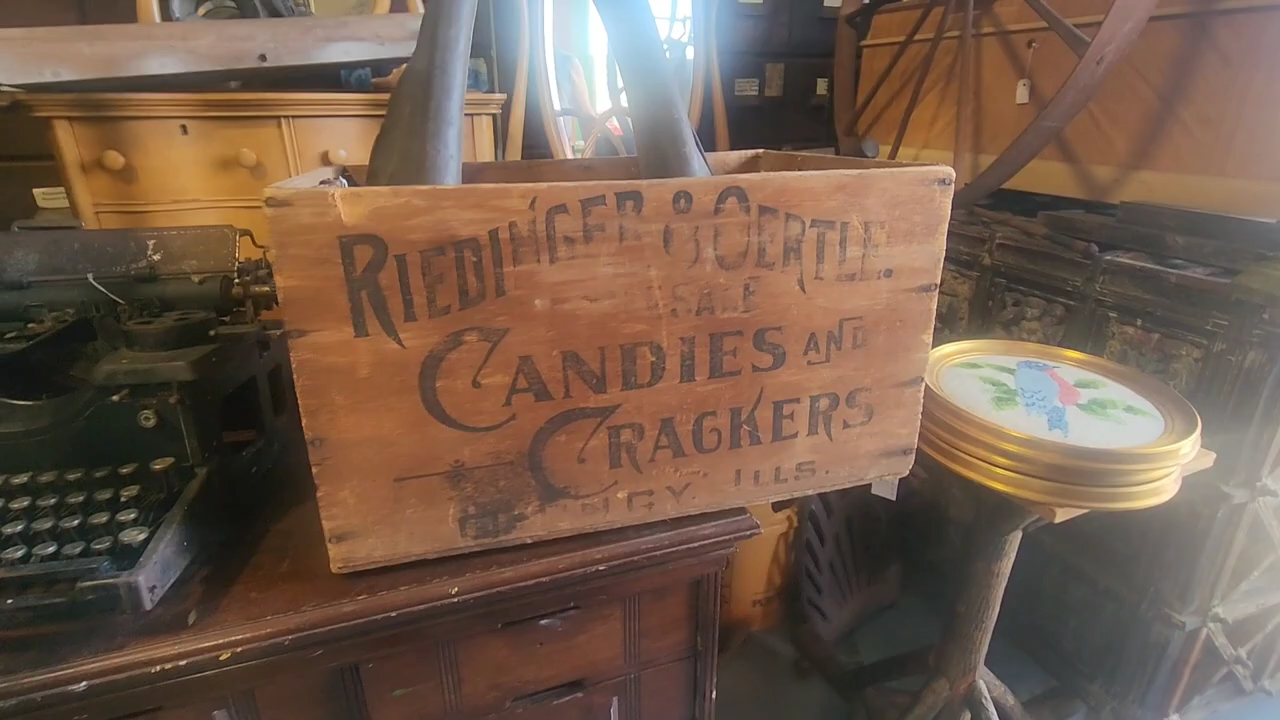 RIEDINGER & OERTLE
CANDIES AND
CRACKERS
ILLS.